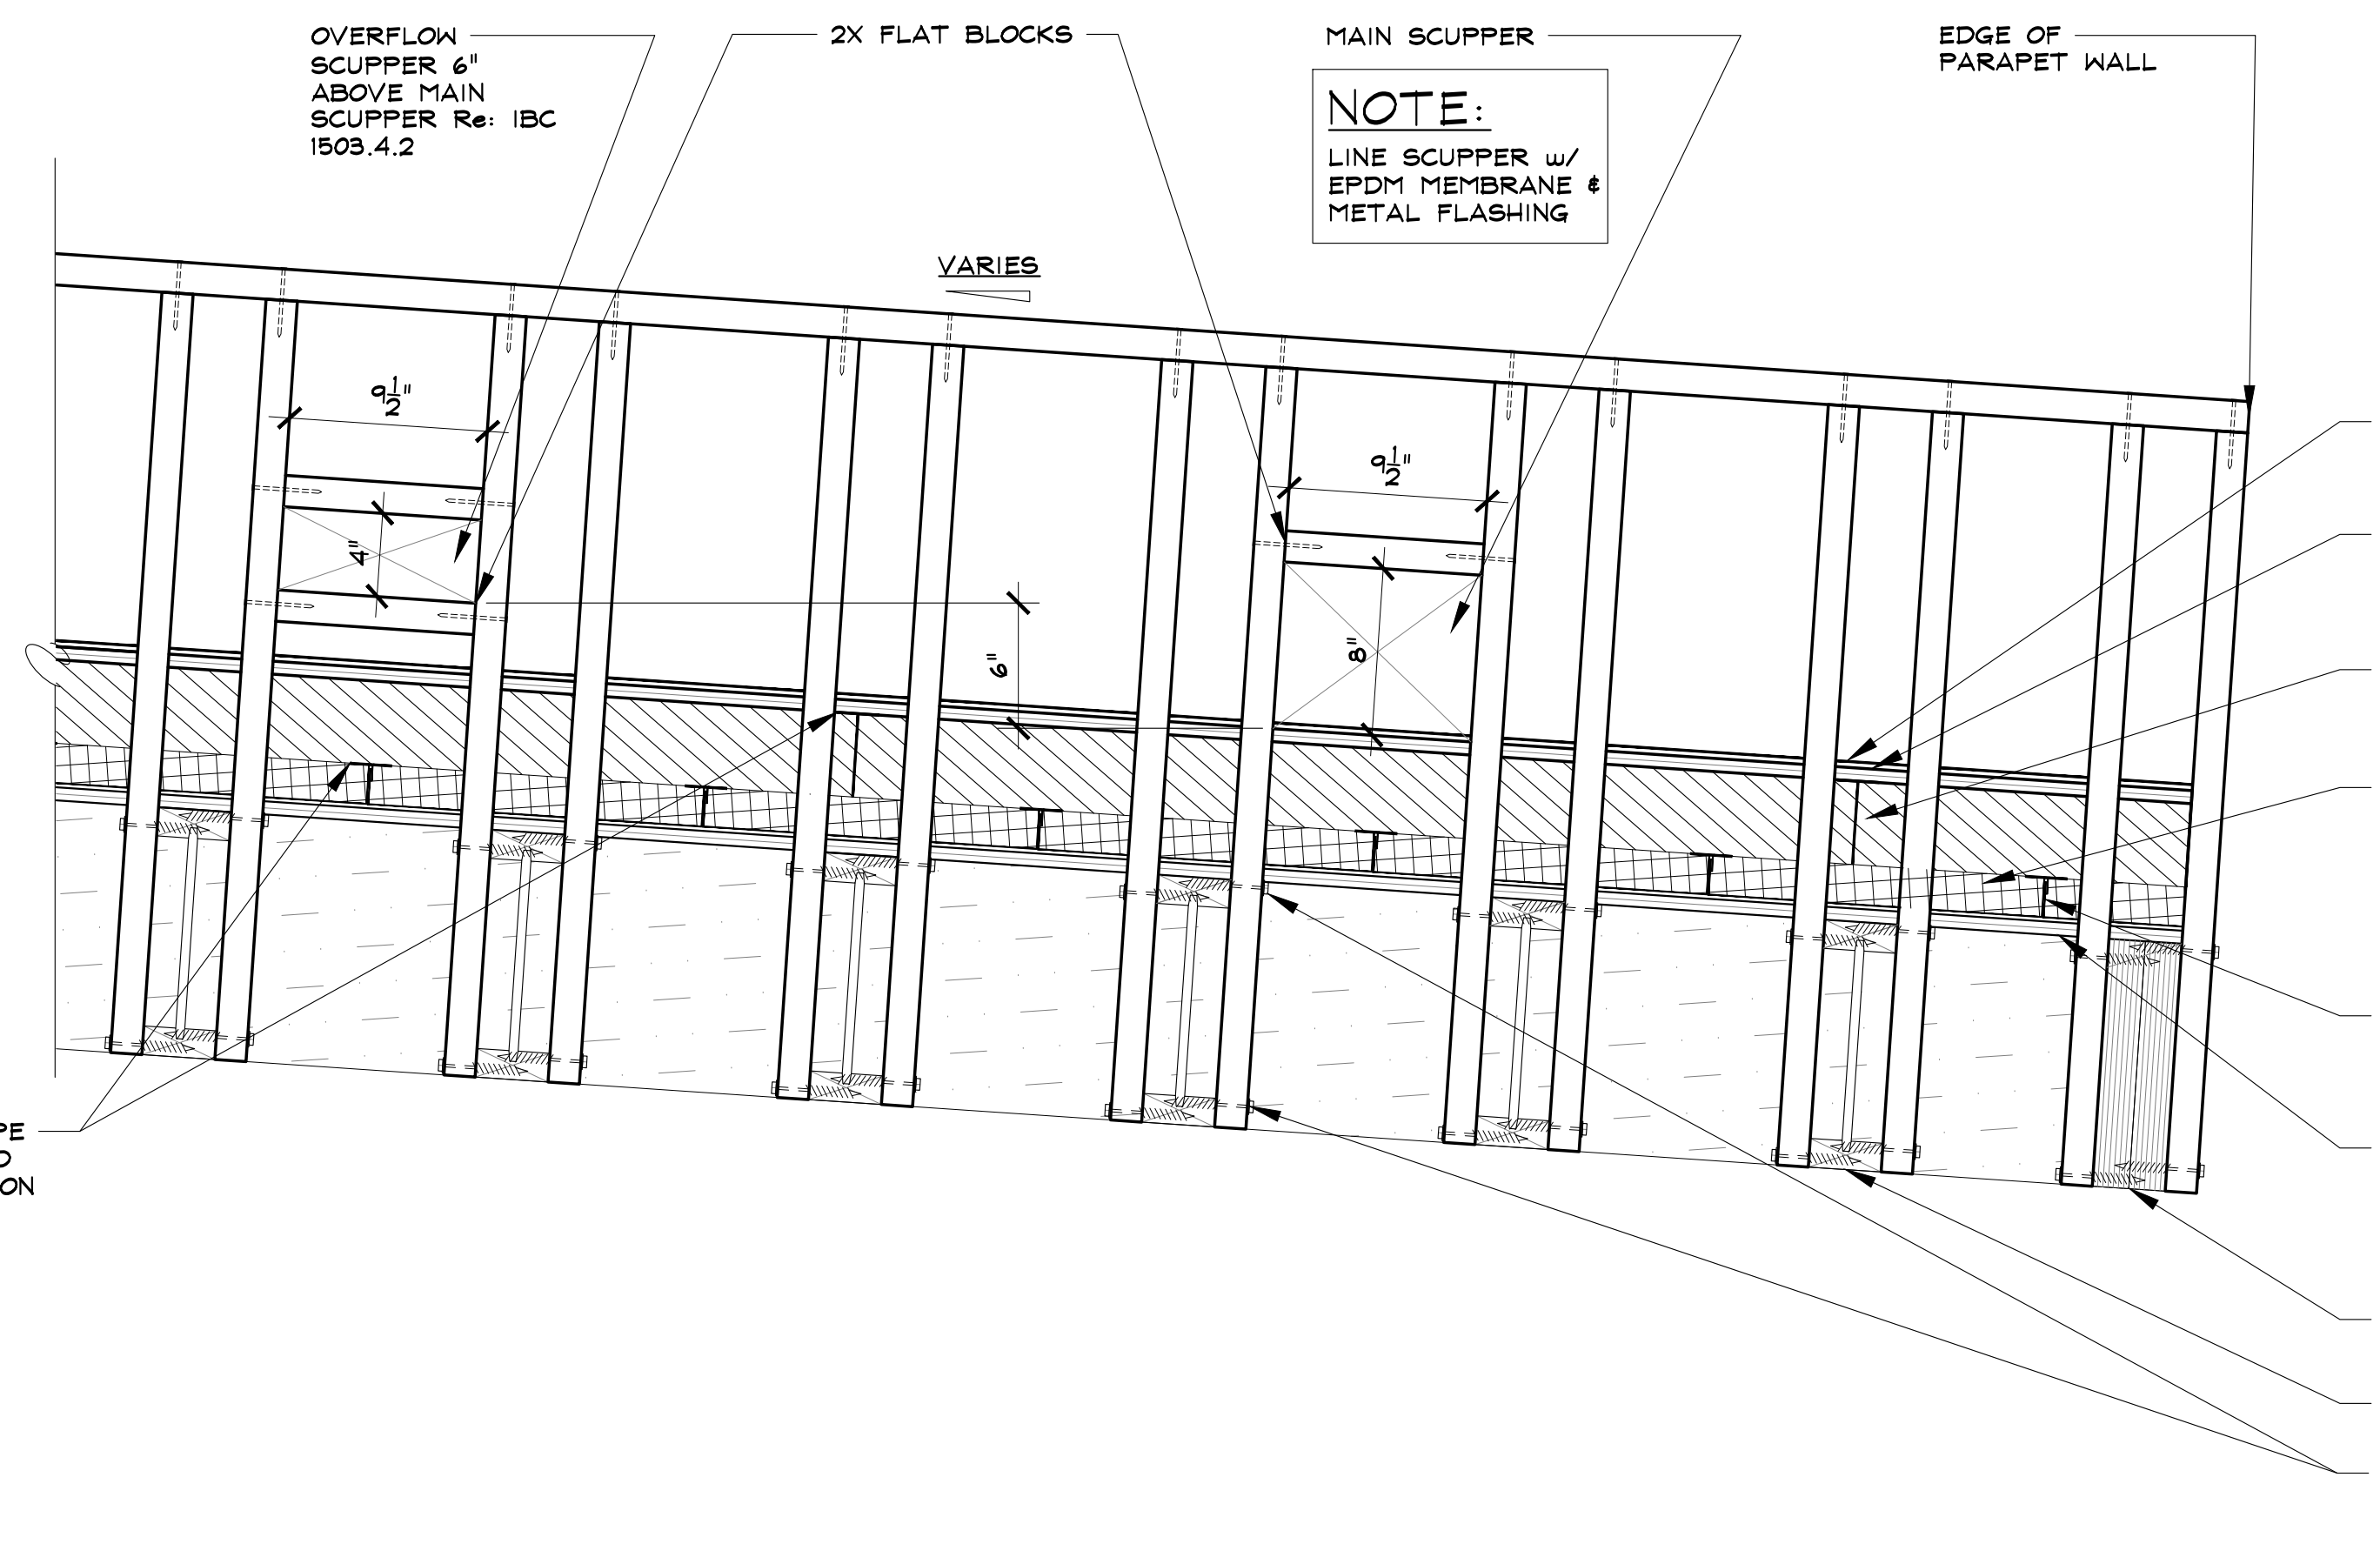 OVERFLOW
SCUPPER 6"
ABOVE MAIN
SCUPPER Re: IBC
1503.4.2
2X FLAT BLOCKS
MAIN SCUPPER
NOTE:
LINE SCUPPER w/
EPDM MEMBRANE &
METAL FLASHING
EDGE OF
PARAPET WALL
VARIES
9 1/2"
4"
6"
9 1/2"
8"
PE
O
ON